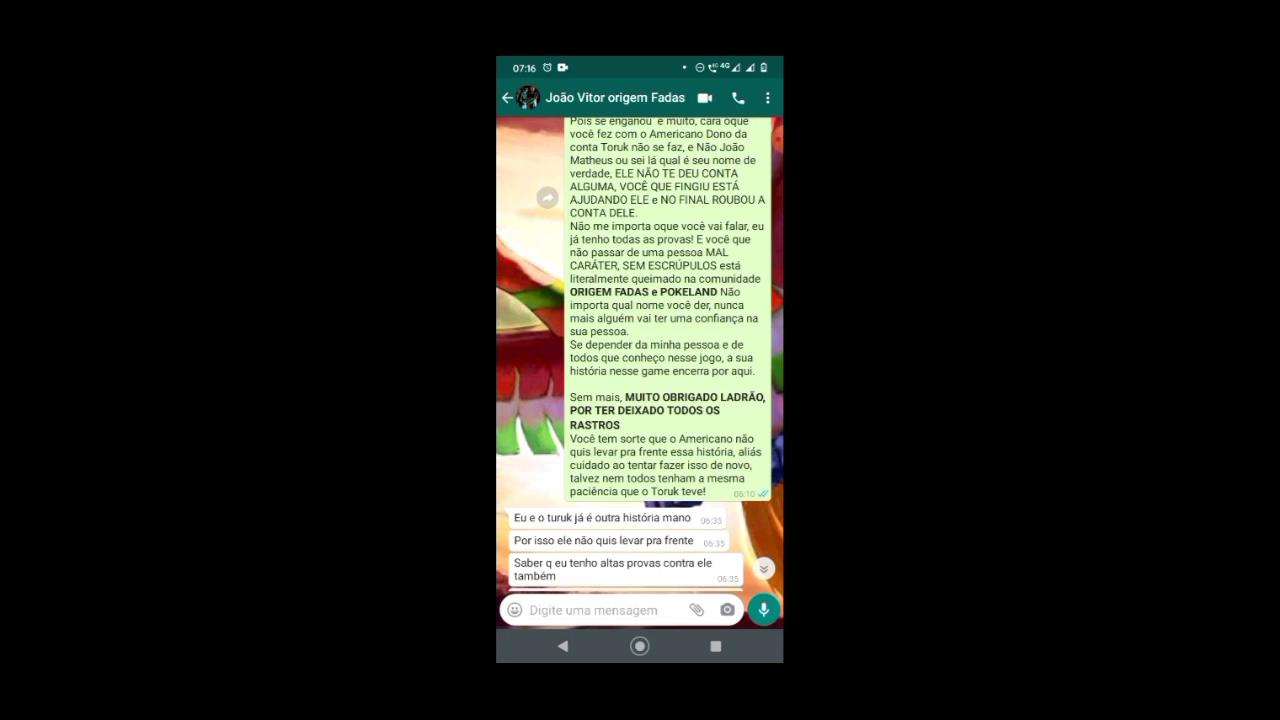 07:16
4G
João Vitor origem Fadas
Pois se enganou e muito, cara oque
você fez com o Americano Dono da
conta Toruk não se faz, e Não João
Matheus ou sei lá qual é seu nome de
verdade, ELE NÃO TE DEU CONTA
ALGUMA, VOCÊ QUE FINGIU ESTÁ
AJUDANDO ELE e NO FINAL ROUBOU A
CONTA DELE.
Não me importa oque você vai falar, eu
já tenho todas as provas! E você que
não passar de uma pessoa MAL
CARÁTER, SEM ESCRÚPULOS está
literalmente queimado na comunidade
ORIGEM FADAS e POKELAND Não
importa qual nome você der, nunca
mais alguém vai ter uma confiança na
sua pessoa.
Se depender da minha pessoa e de
todos que conheço nesse jogo, a sua
história nesse game encerra por aqui.
Sem mais, MUITO OBRIGADO LADRÃO,
POR TER DEIXADO TODOS OS
RASTROS
Você tem sorte que o Americano não
quis levar pra frente essa história, aliás
cuidado ao tentar fazer isso de novo,
talvez nem todos tenham a mesma
paciência que o Toruk teve! 06:10
Eu e o turuk já é outra história mano 06:35
Por isso ele não quis levar pra frente 06:35
Saber q eu tenho altas provas contra ele
também 06:35
Digite uma mensagem